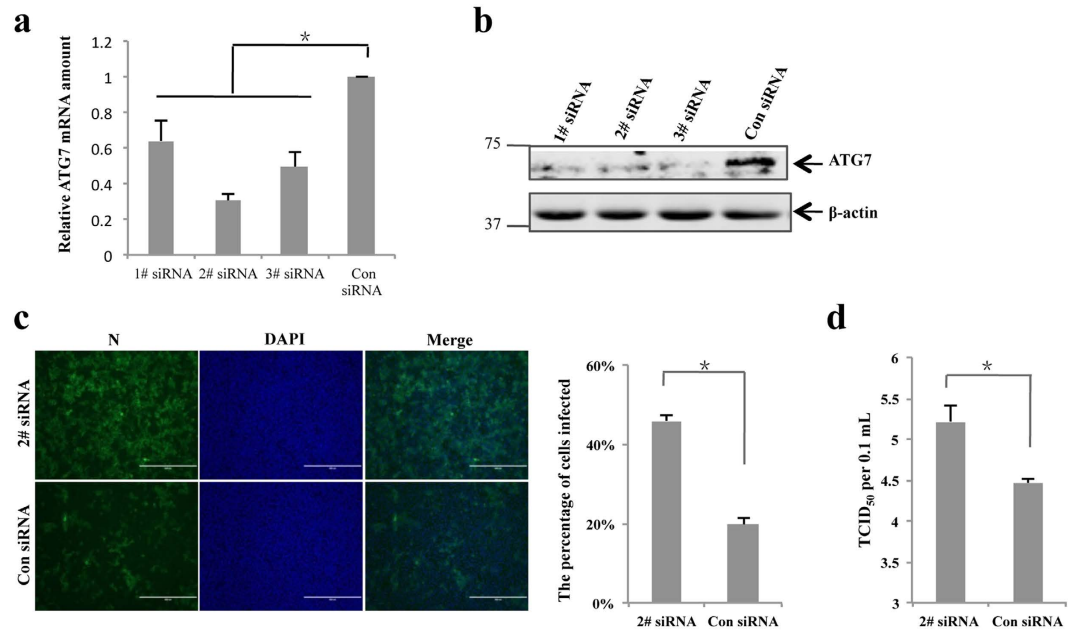 a
Relative ATG7 mRNA amount
1.2
1
0.8
0.6
0.4
0.2
0
*
1# siRNA
2# siRNA
3# siRNA
Con
siRNA
b
1# siRNA
2# siRNA
3# siRNA
Con siRNA
75
37
ATG7
β-actin
c
N
DAPI
Merge
2# siRNA
Con siRNA
The percentage of cells infected
60%
40%
20%
0%
*
2# siRNA
Con siRNA
d
TCID50 per 0.1 mL
6
5.5
5
4.5
4
3.5
3
*
2# siRNA
Con siRNA